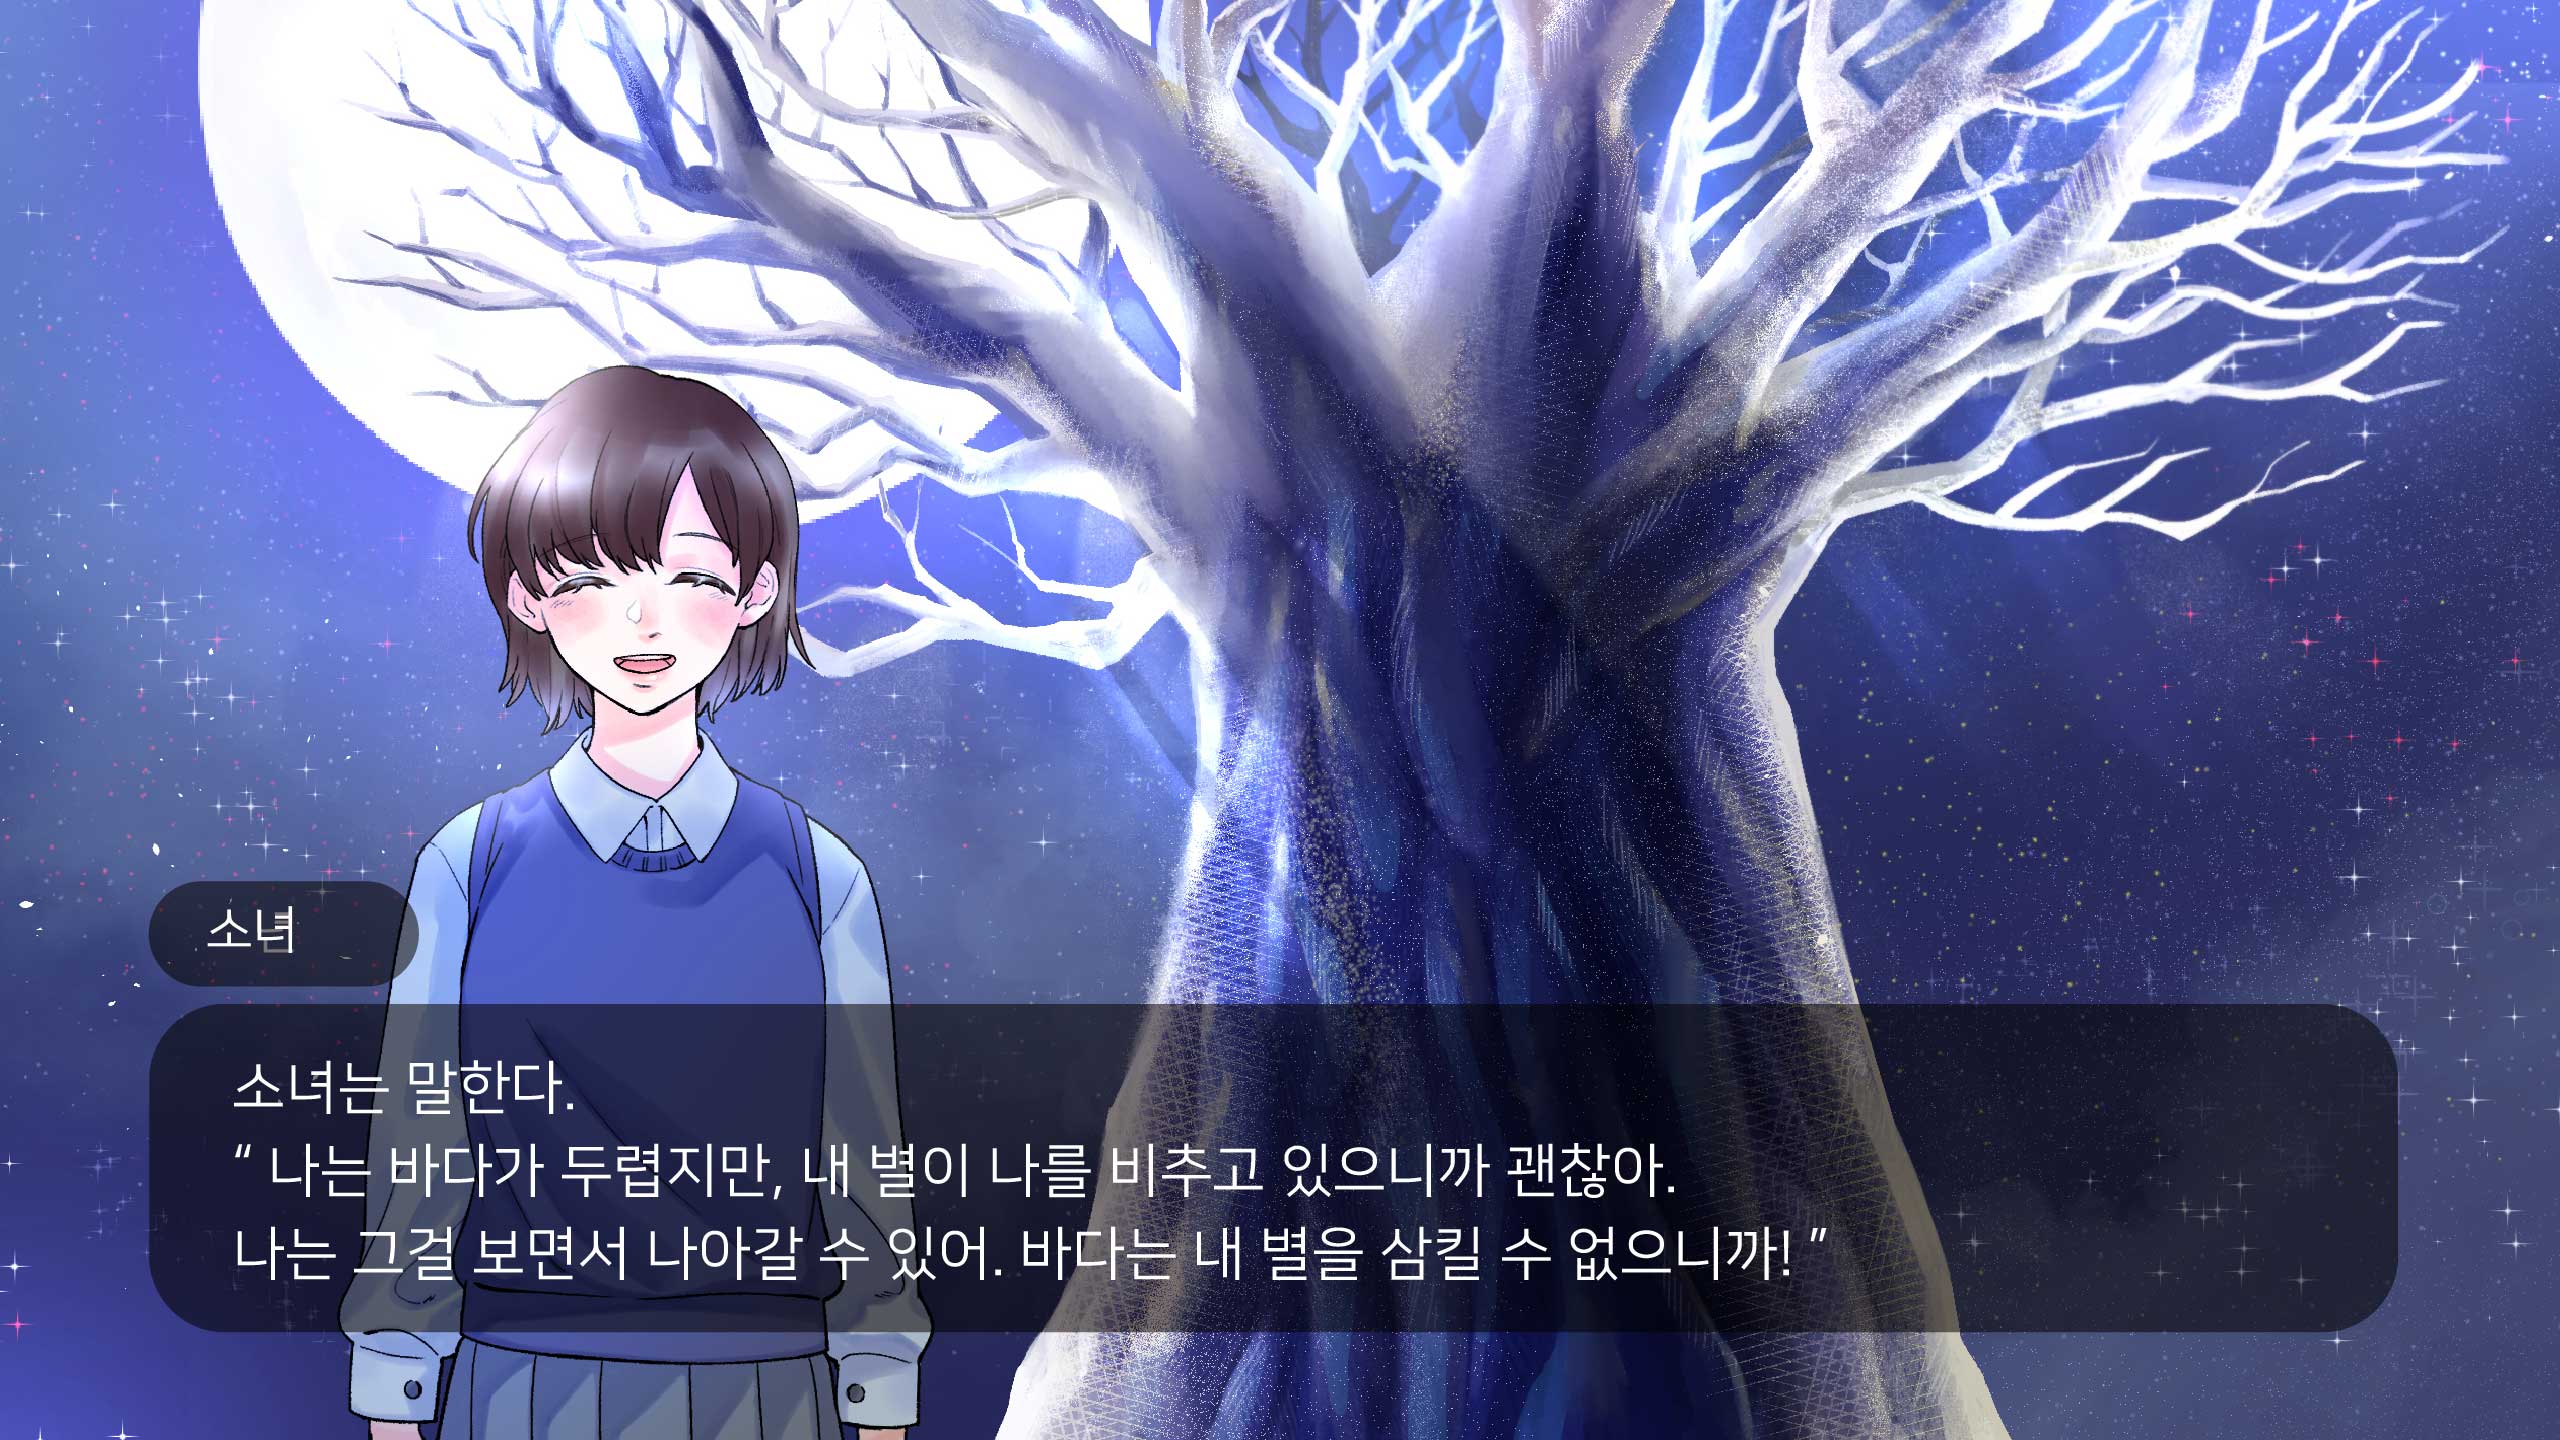 소녀
소녀는 말한다.
“ 나는 바다가 두렵지만, 내 별이 나를 비추고 있으니까 괜찮아.
나는 그걸 보면서 나아갈 수 있어. 바다는 내 별을 삼킬 수 없으니까! ”